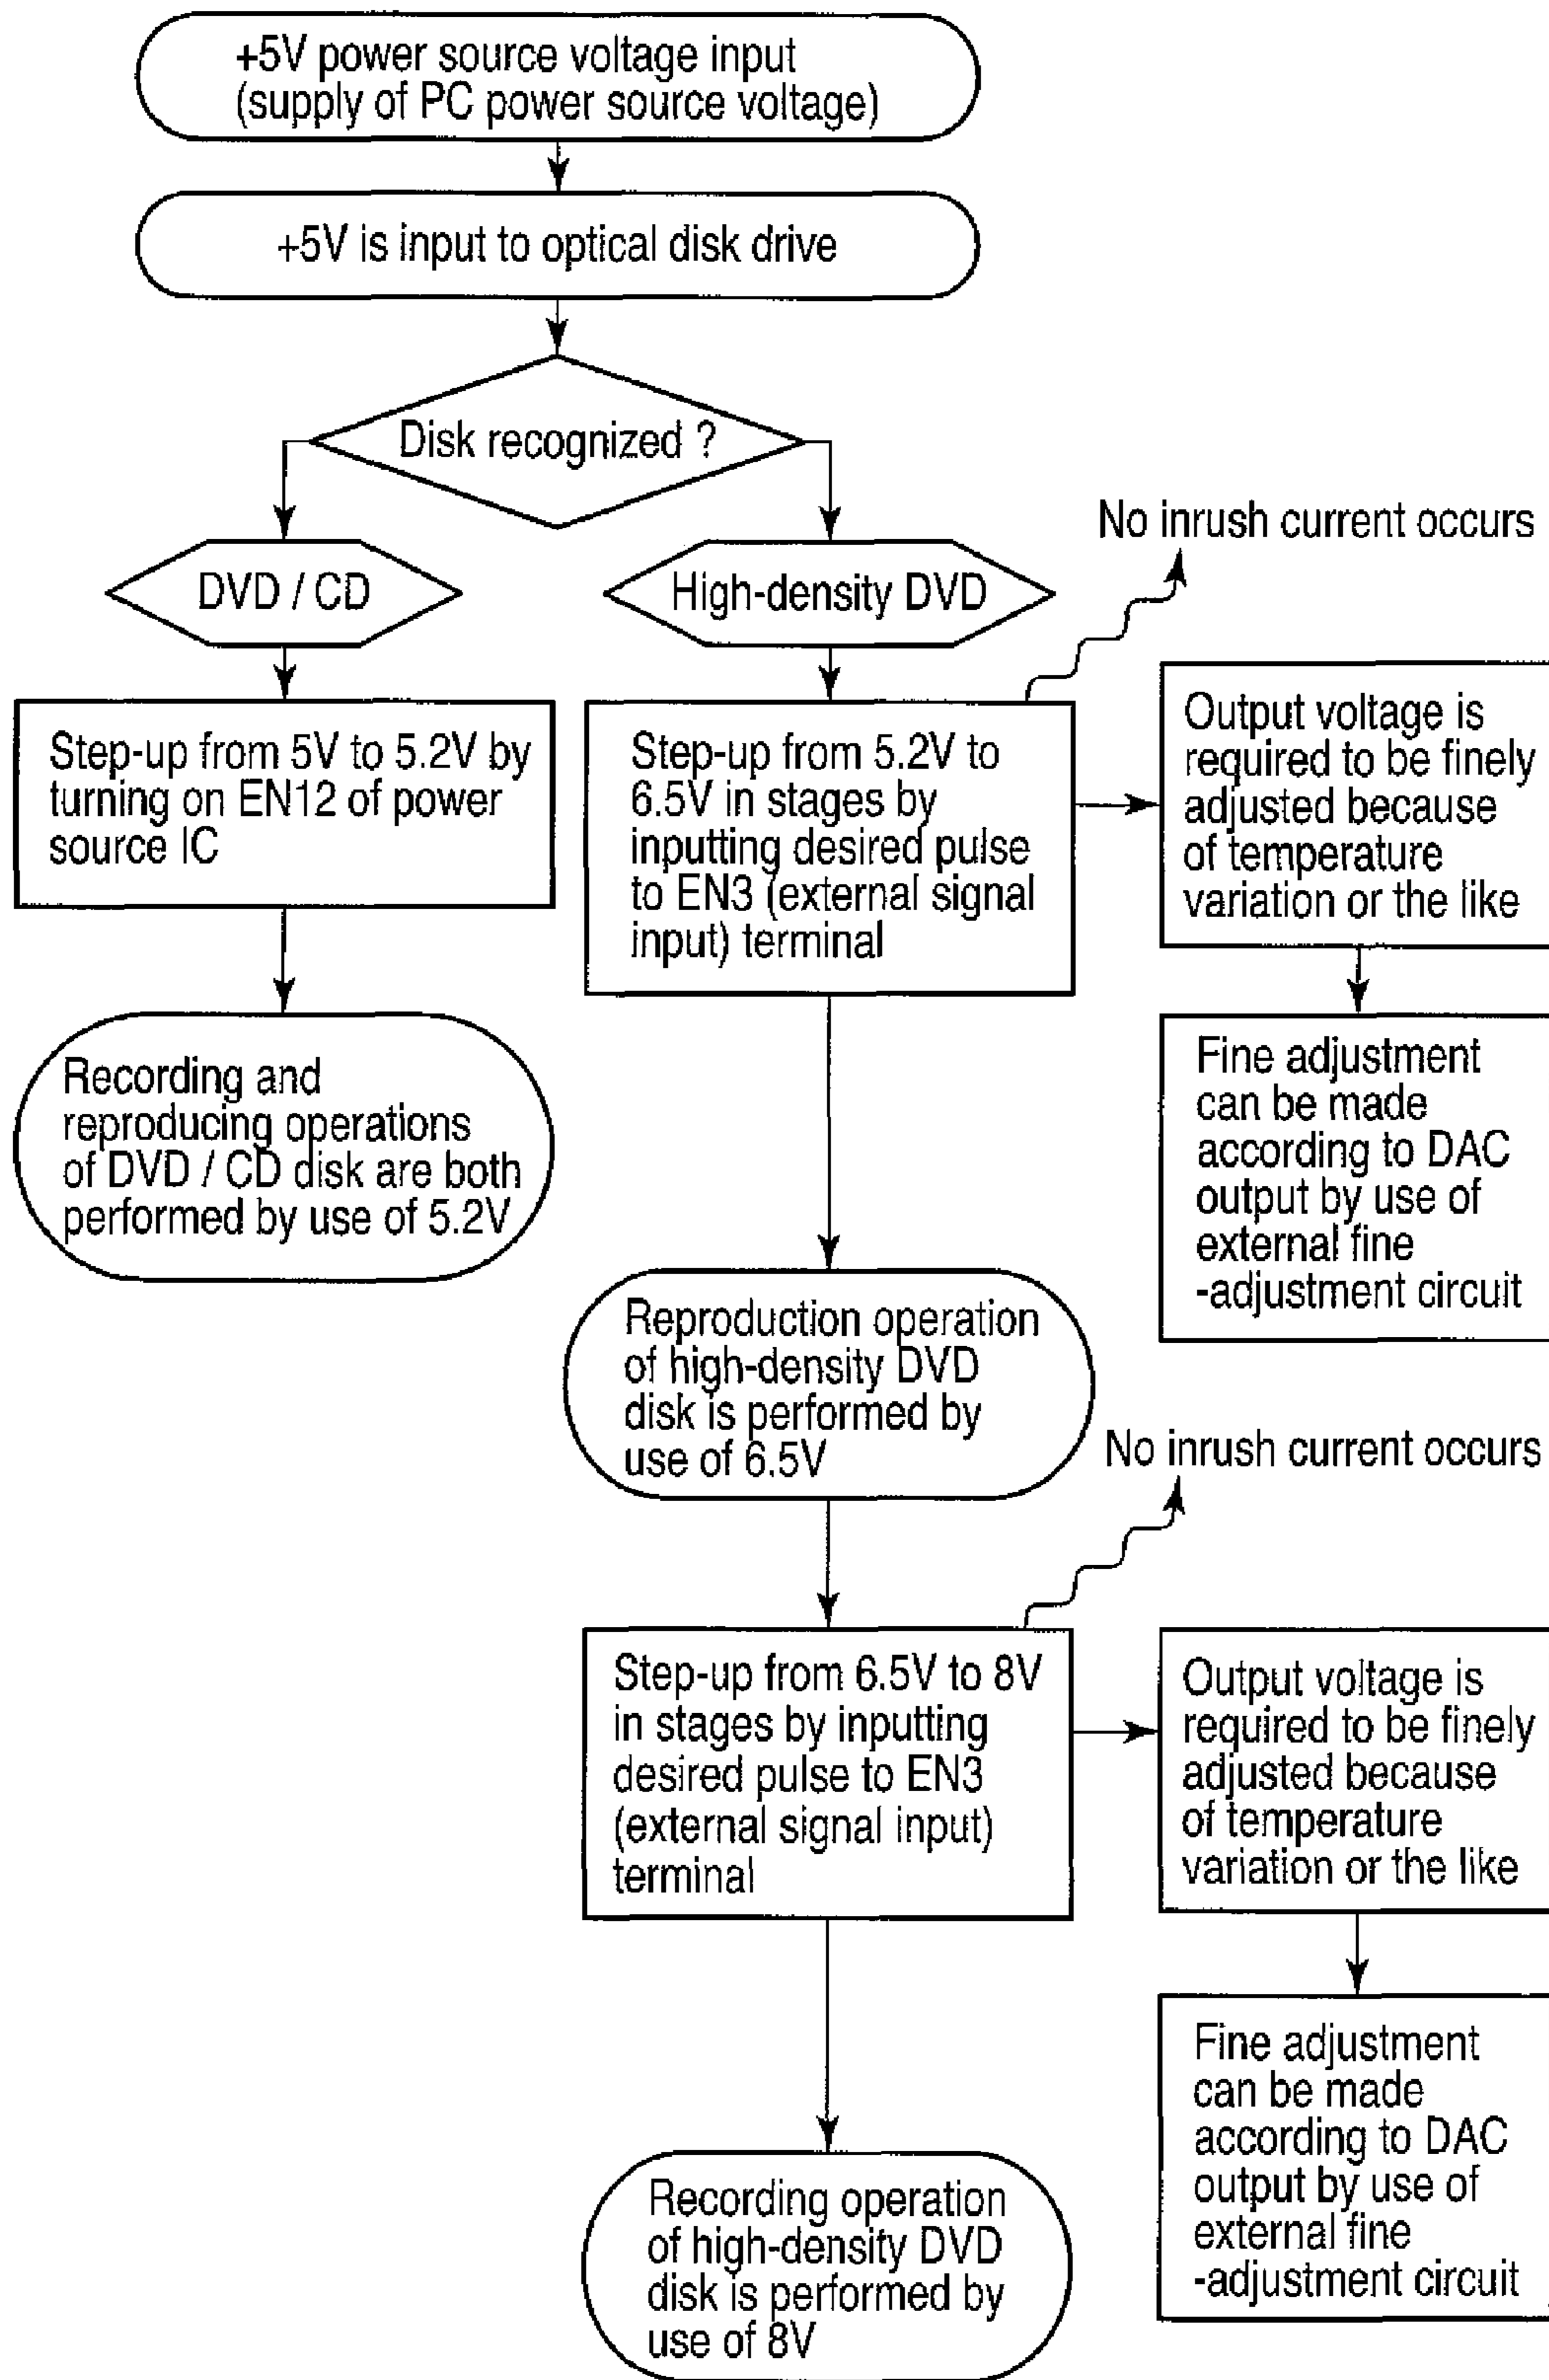 +5V power source voltage input
(supply of PC power source voltage)
+5V is input to optical disk drive
Disk recognized ?
No inrush current occurs
DVD / CD
High-density DVD
Step-up from 5V to 5.2V by
turning on EN12 of power
source IC
Step-up from 5.2V to
6.5V in stages by
inputting desired pulse
to EN3 (external signal
input) terminal
Output voltage is
required to be finely
adjusted because
of temperature
variation or the like
Recording and
reproducing operations
of DVD / CD disk are both
performed by use of 5.2V
Fine adjustment
can be made
according to DAC
output by use of
external fine
-adjustment circuit
Reproduction operation
of high-density DVD
disk is performed by
use of 6.5V
No inrush current occurs
Step-up from 6.5V to 8V
in stages by inputting
desired pulse to EN3
(external signal input)
terminal
Output voltage is
required to be finely
adjusted because
of temperature
variation or the like
Fine adjustment
can be made
according to DAC
output by use of
external fine
-adjustment circuit
Recording operation
of high-density DVD
disk is performed by
use of 8V